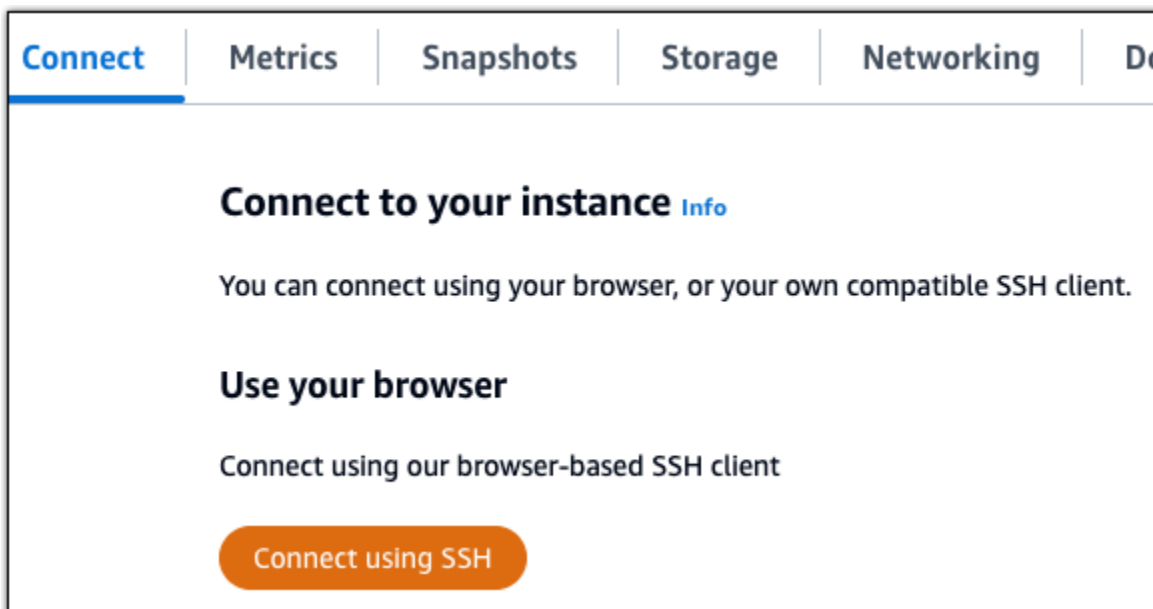 Connect Metrics Snapshots Storage Networking
Connect to your instance Info
You can connect using your browser, or your own compatible SSH client.
Use your browser
Connect using our browser-based SSH client
Connect using SSH